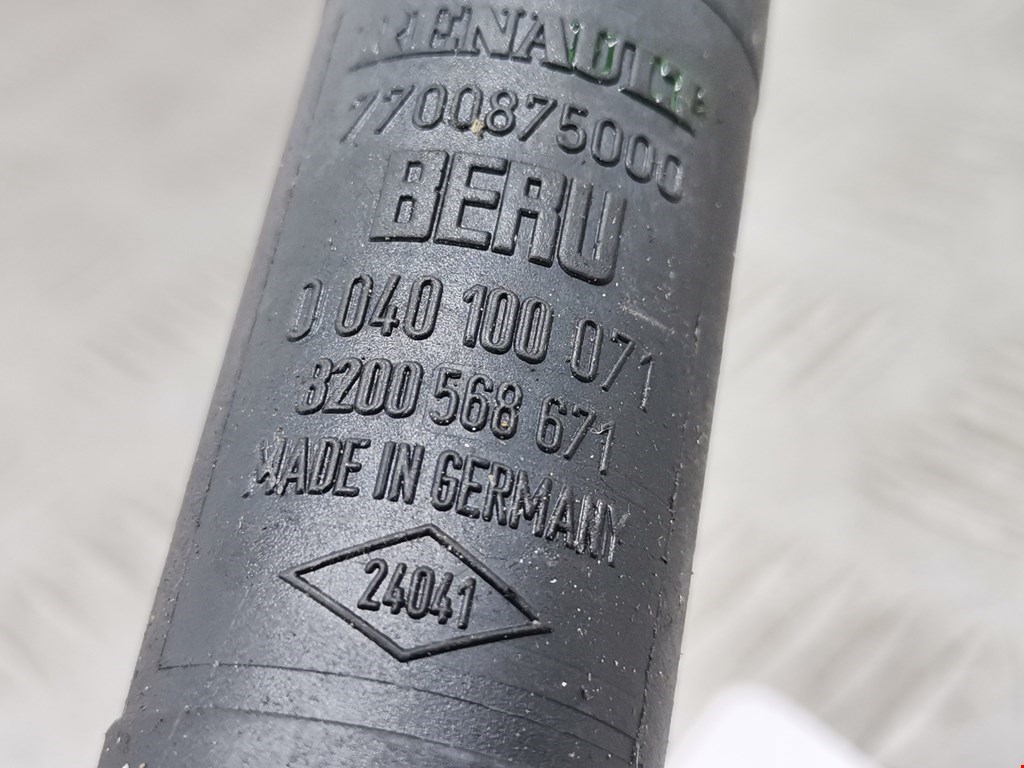 RENAULT
7700875000
BERU
0 040 100 071
8200 568 671
MADE IN GERMANY
24041